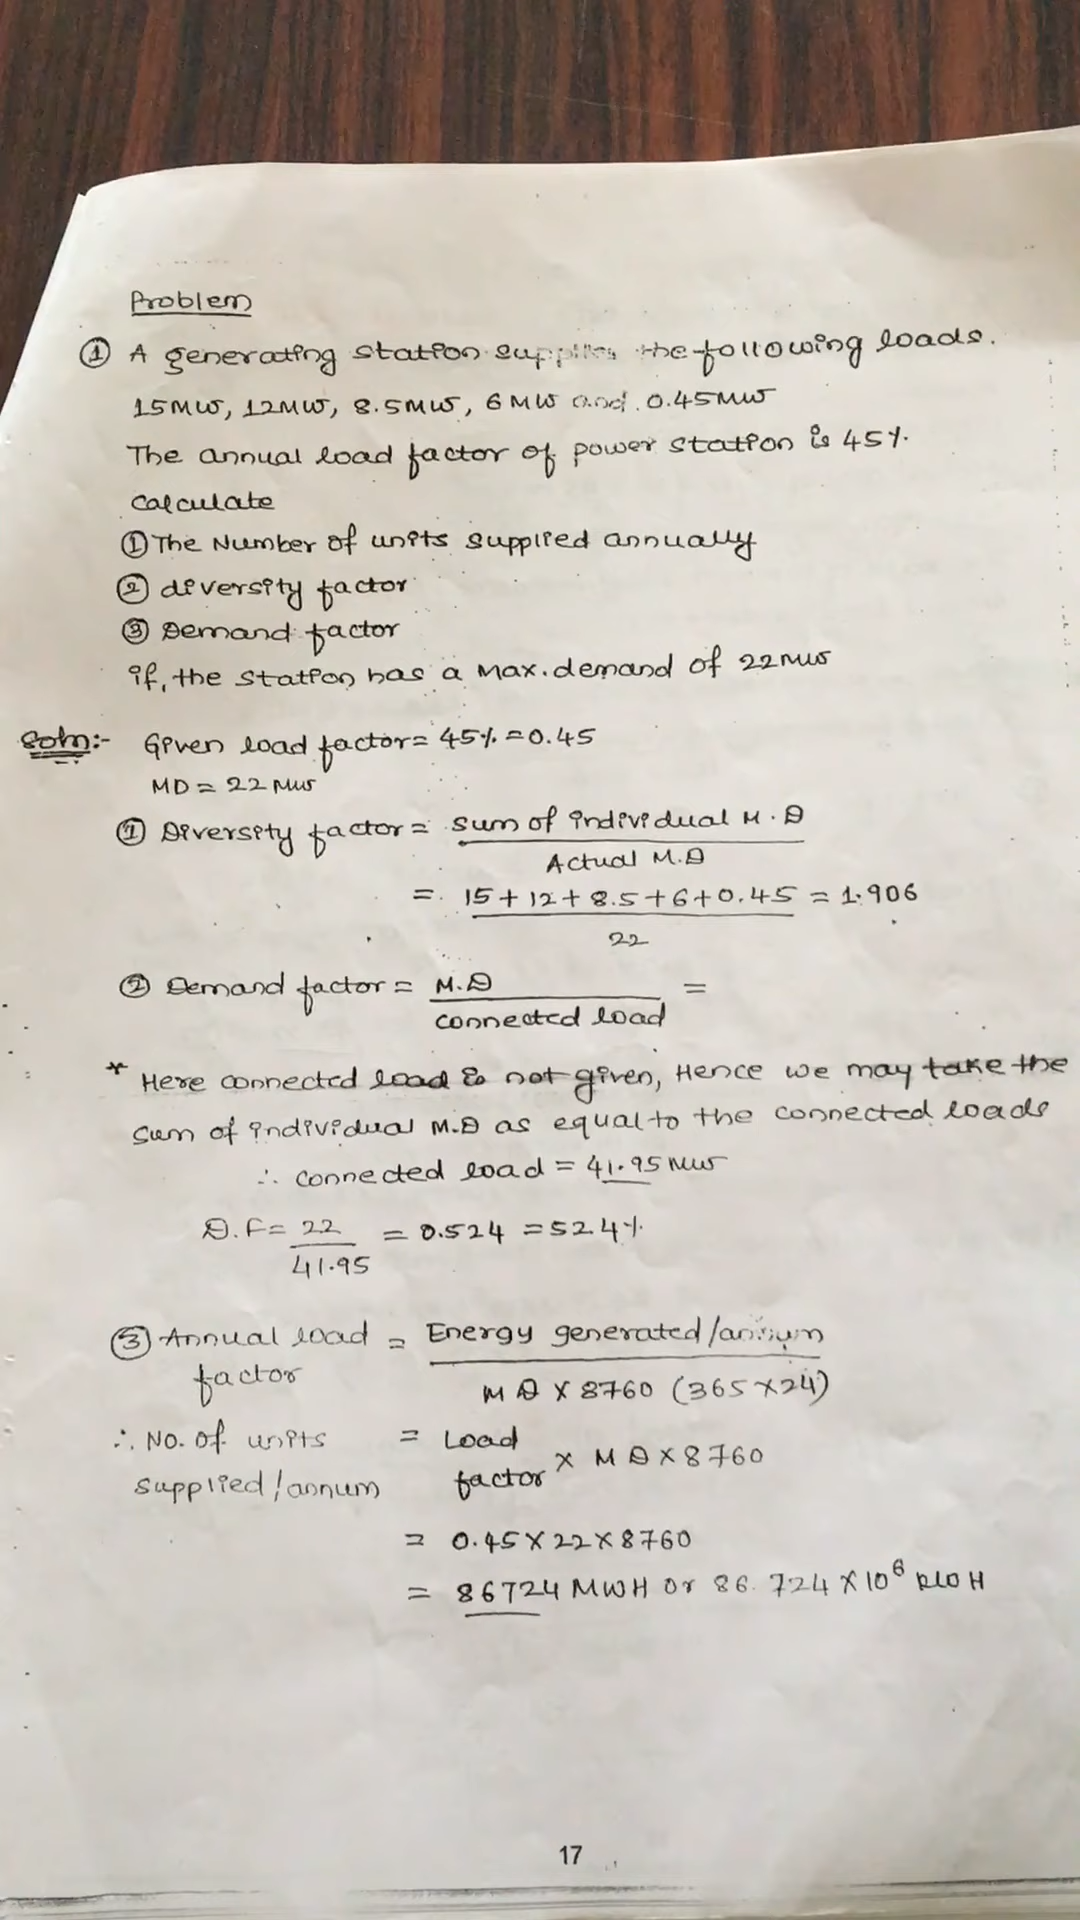 Problem
① A generating station supplies the following loads.
15MW, 12MW, 8.5MW, 6 MW and 0.45MW
The annual load factor of power station is 45%.
Calculate
① The Number of units supplied annually
② diversity factor
③ Demand factor
if, the station has a Max. demand of 22MW
Soln:- Given load factor = 45% = 0.45
MD = 22 MW
① Diversity factor = sum of individual M.D
Actual M.D
= 15 + 12 + 8.5 + 6 + 0.45 = 1.906
22
② Demand factor = M.D =
connected load
* Here connected load is not given, Hence we may take the
sum of individual M.D as equal to the connected loads
∴ connected load = 41.95 MW
D.F = 22 = 0.524 = 52.4%
41.95
③ Annual load = Energy generated/annum
factor MD × 8760 (365×24)
∴ No. of units = Load × MD × 8760
supplied/annum factor
= 0.45 × 22 × 8760
= 86724 MWH or 86.724 × 10⁶ KWH
17